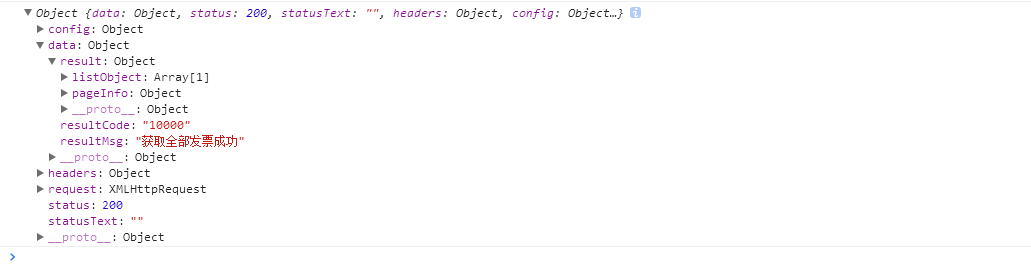 Object {data: Object, status: 200, statusText: "", headers: Object, config: Object…}
config: Object
data: Object
result: Object
listObject: Array[1]
pageInfo: Object
__proto__: Object
resultCode: "10000"
resultMsg: "获取全部发票成功"
__proto__: Object
headers: Object
request: XMLHttpRequest
status: 200
statusText: ""
__proto__: Object